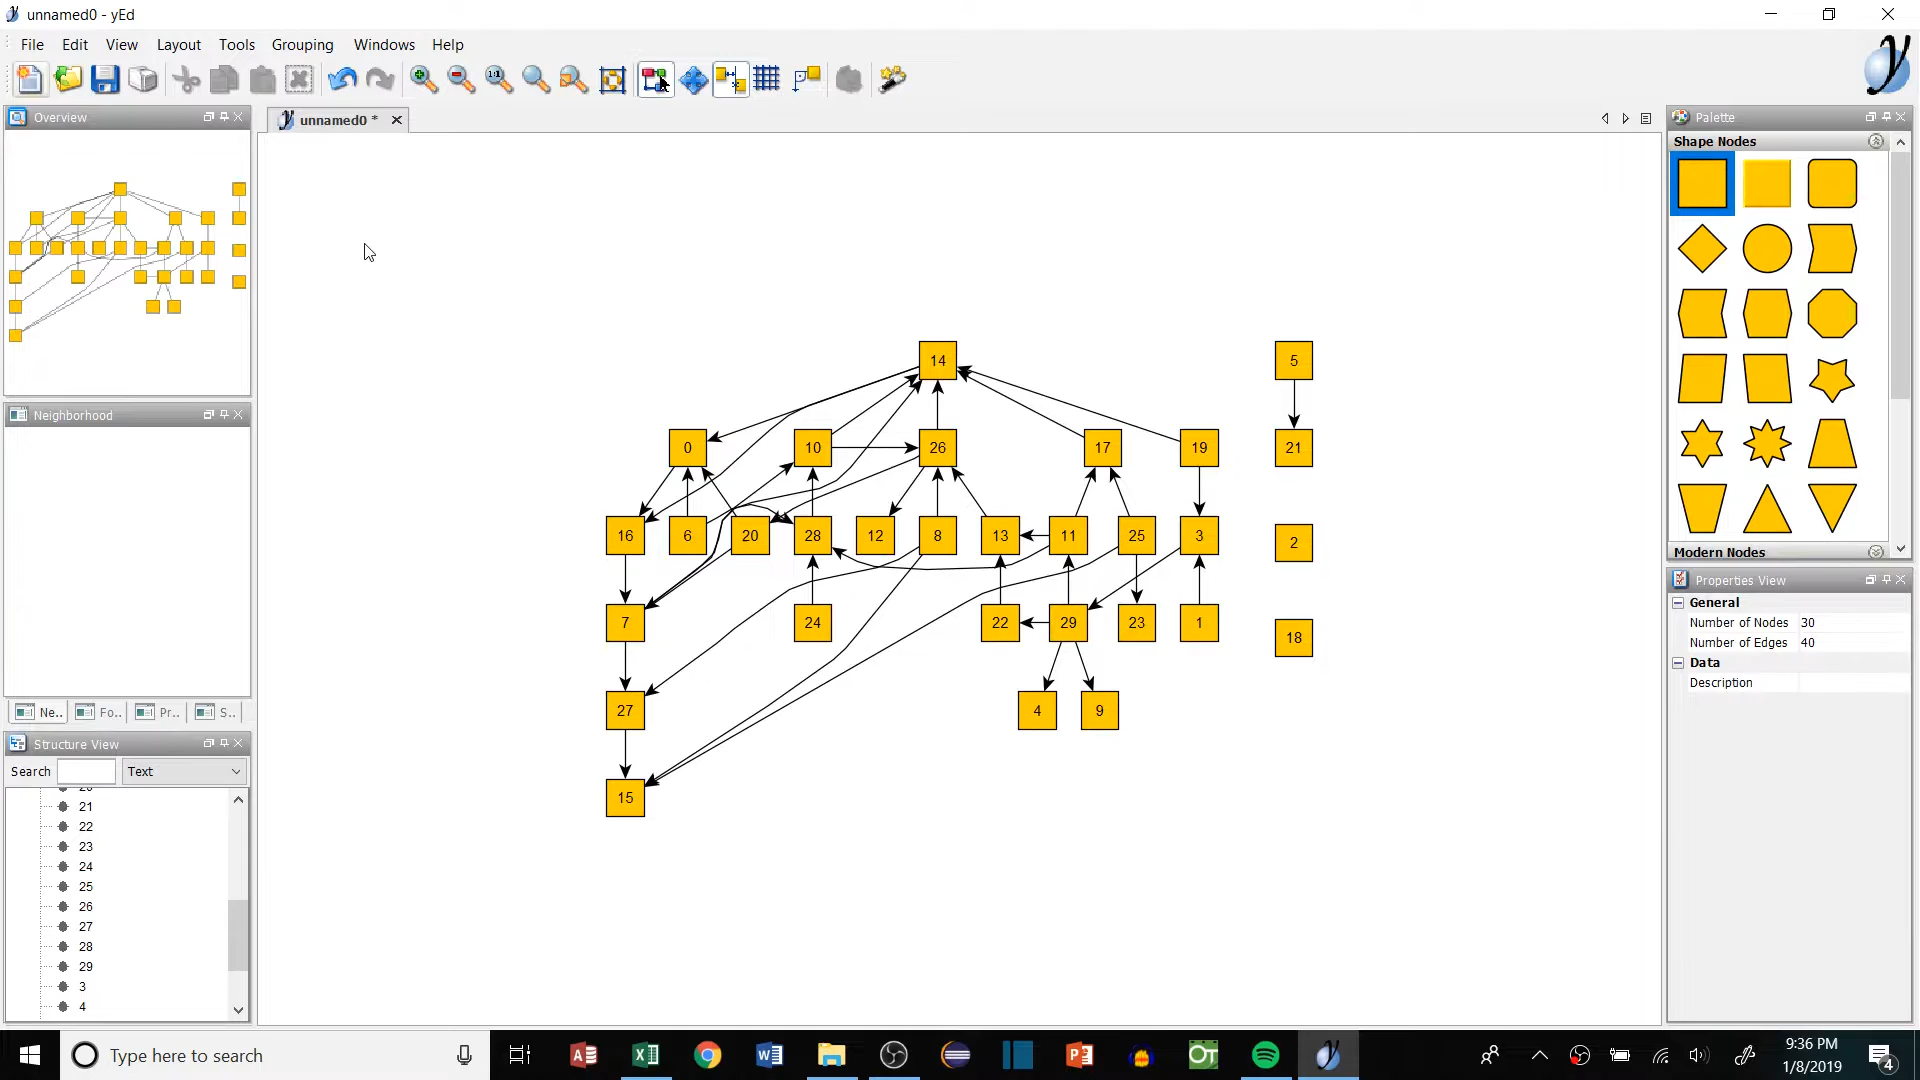 unnamed0 - yEd
File Edit View Layout Tools Grouping Windows Help
Overview
unnamed0 *
Palette
Shape Nodes
Modern Nodes
Neighborhood
Ne.. Fo.. Pr.. S..
Structure View
Search Text
20
21
22
23
24
25
26
27
28
29
3
4
14
5
0 10 26 17 19 21
16 6 20 28 12 8 13 11 25 3 2
7 24 22 29 23 1 18
27 4 9
15
Properties View
General
Number of Nodes 30
Number of Edges 40
Data
Description
Type here to search
9:36 PM
1/8/2019
4